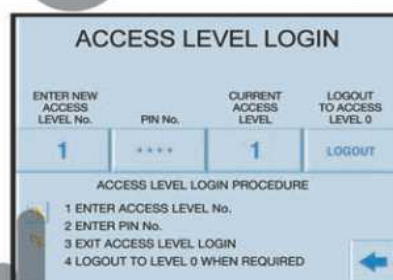 ACCESS LEVEL LOGIN
ENTER NEW ACCESS LEVEL No.
PIN No.
CURRENT ACCESS LEVEL
LOGOUT TO ACCESS LEVEL 0
1
****
1
LOGOUT
ACCESS LEVEL LOGIN PROCEDURE
1 ENTER ACCESS LEVEL No.
2 ENTER PIN No.
3 EXIT ACCESS LEVEL LOGIN
4 LOGOUT TO LEVEL 0 WHEN REQUIRED